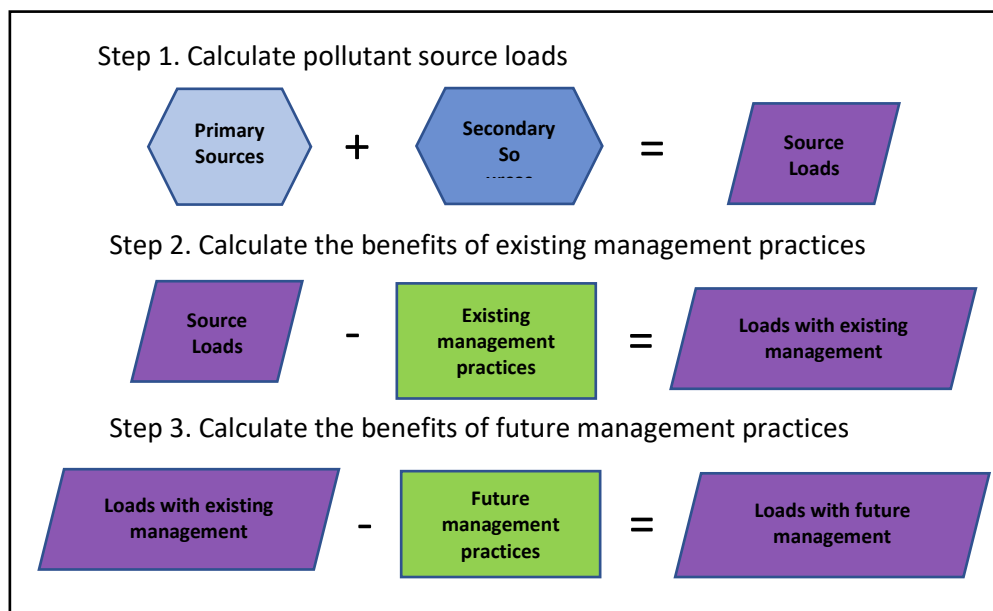 Step 1. Calculate pollutant source loads
Primary
Sources
+
Secondary
So
=
Source
Loads
Step 2. Calculate the benefits of existing management practices
Source
Loads
-
Existing
management
practices
=
Loads with existing
management
Step 3. Calculate the benefits of future management practices
Loads with existing
management
-
Future
management
practices
=
Loads with future
management